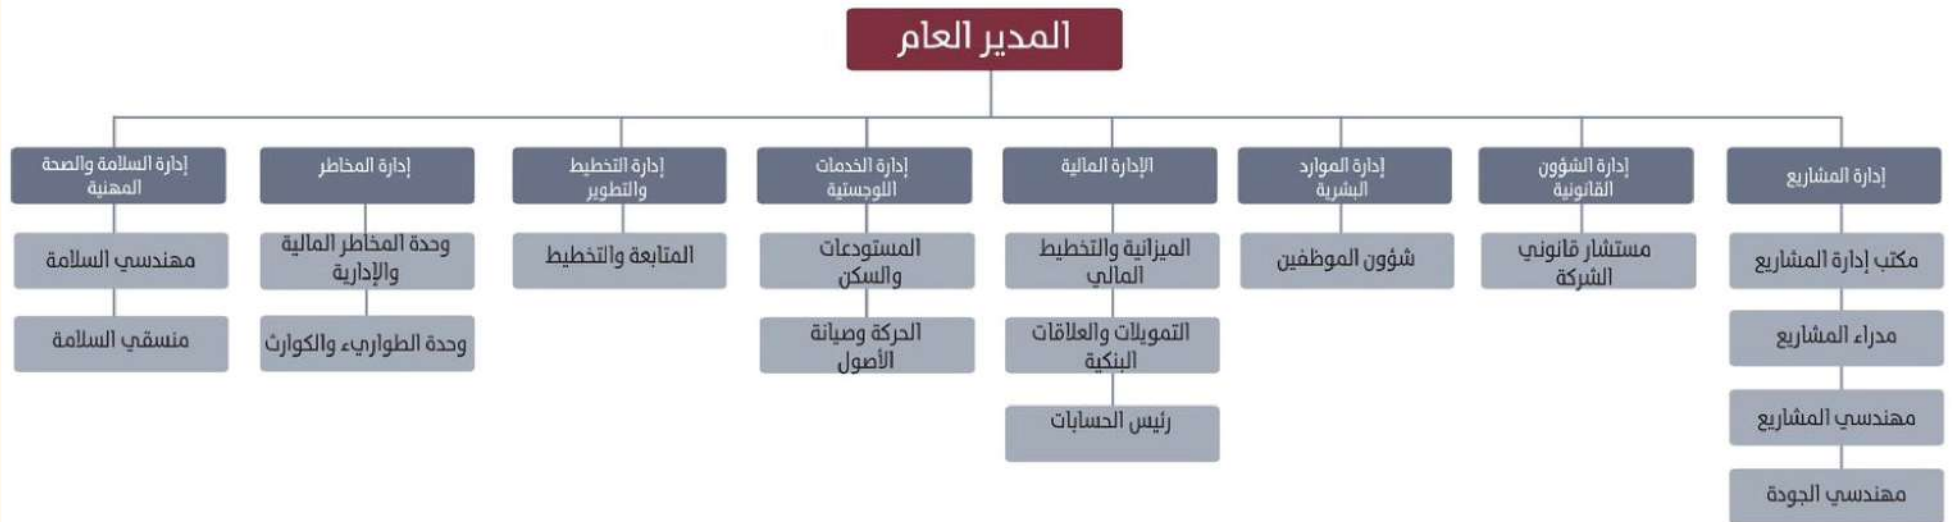 المدير العام
إدارة المشاريع
إدارة الشؤون
القانونية
إدارة الموارد
البشرية
الإدارة المالية
إدارة الخدمات
اللوجستية
إدارة التخطيط
والتطوير
إدارة المخاطر
إدارة السلامة والصحة
المهنية
مكتب إدارة المشاريع
مدراء المشاريع
مهندسي المشاريع
مهندسي الجودة
مستشار قانوني
الشركة
شؤون الموظفين
الميزانية والتخطيط
المالي
التمويلات والعلاقات
البنكية
رئيس الحسابات
المستودعات
والسكن
الحركة وصيانة
الأصول
المتابعة والتخطيط
وحدة المخاطر المالية
والإدارية
وحدة الطواريء والكوارث
مهندسي السلامة
منسقي السلامة